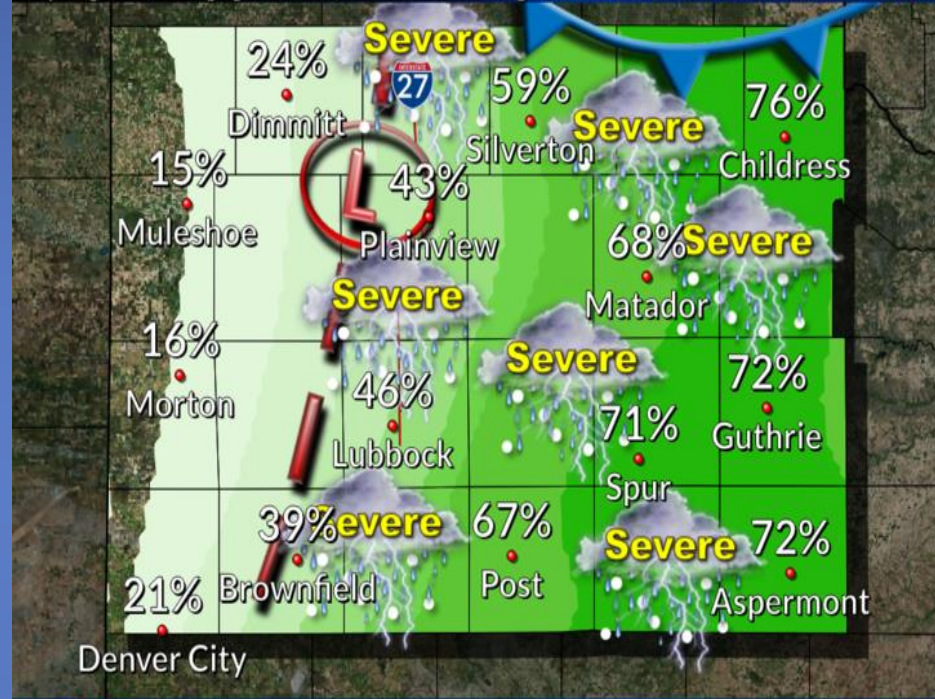 Severe
24%
INTERSTATE
27
59%
76%
Dimmitt
Severe
Silverton
Childress
15%
L
43%
Muleshoe
Plainview
68%
Severe
Matador
Severe
16%
Severe
Morton
46%
72%
Lubbock
71%
Guthrie
Spur
39%
Severe
67%
Severe
72%
21%
Brownfield
Post
Aspermont
Denver City